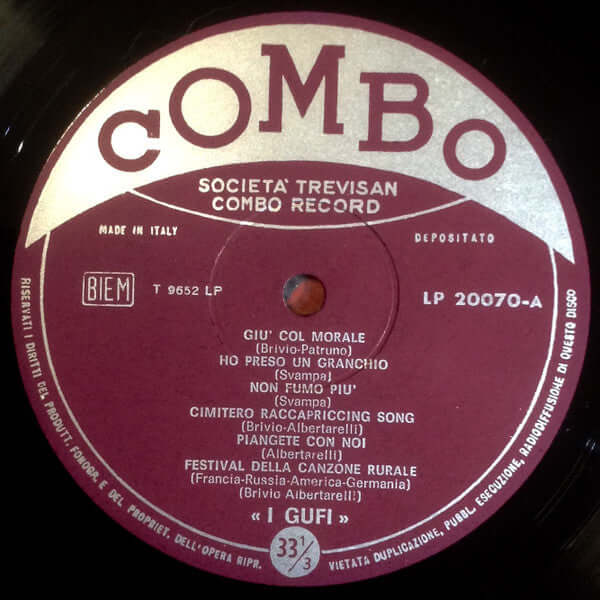 COMBO
SOCIETA' TREVISAN
COMBO RECORD
MADE IN ITALY
DEPOSITATO
BIEM
T 9652 LP
LP 20070-A
GIU' COL MORALE
(Brivio-Patruno)
HO PRESO UN GRANCHIO
(Svampa)
NON FUMO PIU'
(Svampa)
CIMITERO RACCAPRICCING SONG
(Brivio-Albertarelli)
PIANGETE CON NOI
(Albertarelli)
FESTIVAL DELLA CANZONE RURALE
(Francia-Russia-America-Germania)
(Brivio Albertarelli)
« I GUFI »
33 1/3
RISERVATI I DIRITTI DEL PRODUTT. FONOGR. E DEL PROPRIET. DELL'OPERA RIPR. VIETATA DUPLICAZIONE, PUBBL. ESECUZIONE, RADIODIFFUSIONE DI QUESTO DISCO